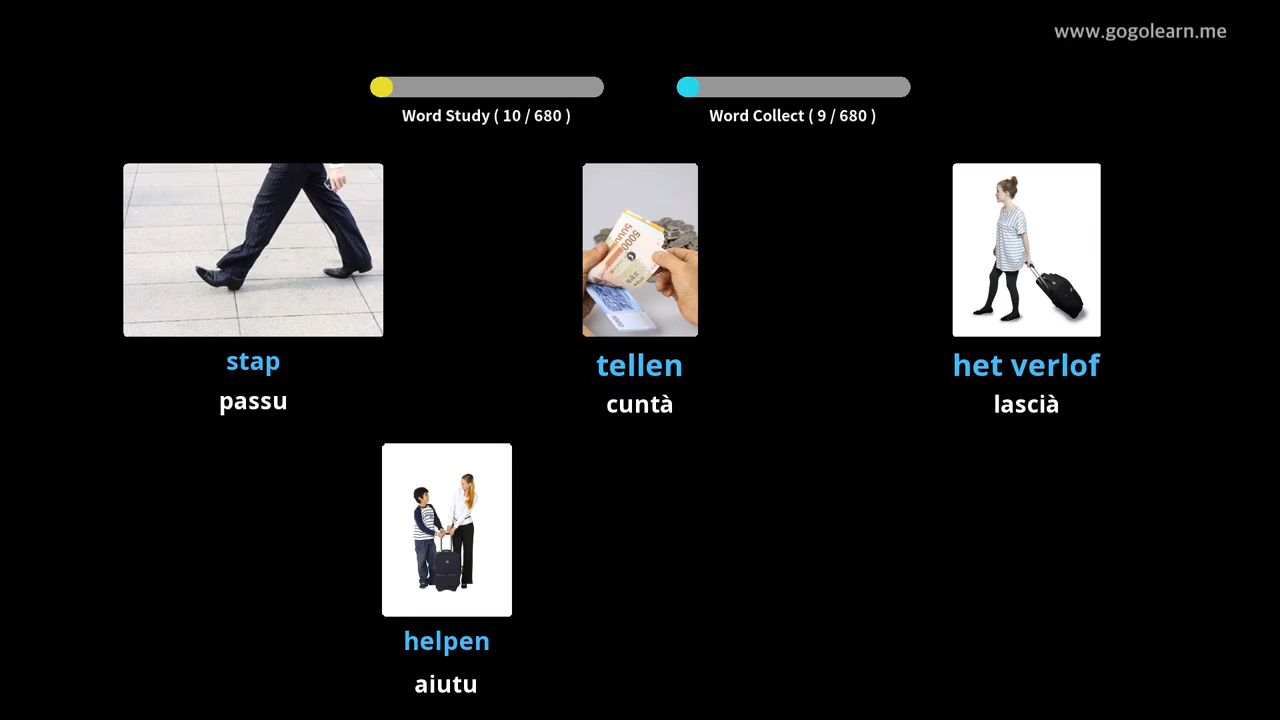 www.gogolearn.me
Word Study ( 10 / 680 )
Word Collect ( 9 / 680 )
stap
passu
tellen
cuntà
het verlof
lascià
helpen
aiutu